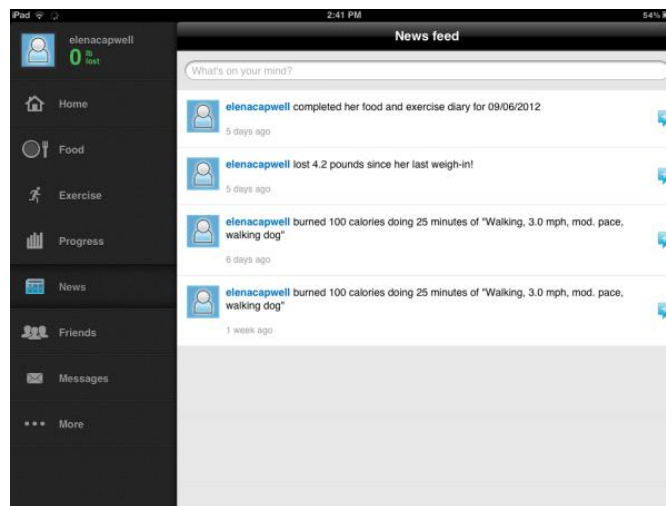 iPad
2:41 PM
54%
elenacapwell
0 lb lost
Home
Food
Exercise
Progress
News
Friends
Messages
More
News feed
What's on your mind?
elenacapwell completed her food and exercise diary for 09/06/2012
5 days ago
elenacapwell lost 4.2 pounds since her last weigh-in!
5 days ago
elenacapwell burned 100 calories doing 25 minutes of "Walking, 3.0 mph, mod. pace,
walking dog"
6 days ago
elenacapwell burned 100 calories doing 25 minutes of "Walking, 3.0 mph, mod. pace,
walking dog"
1 week ago